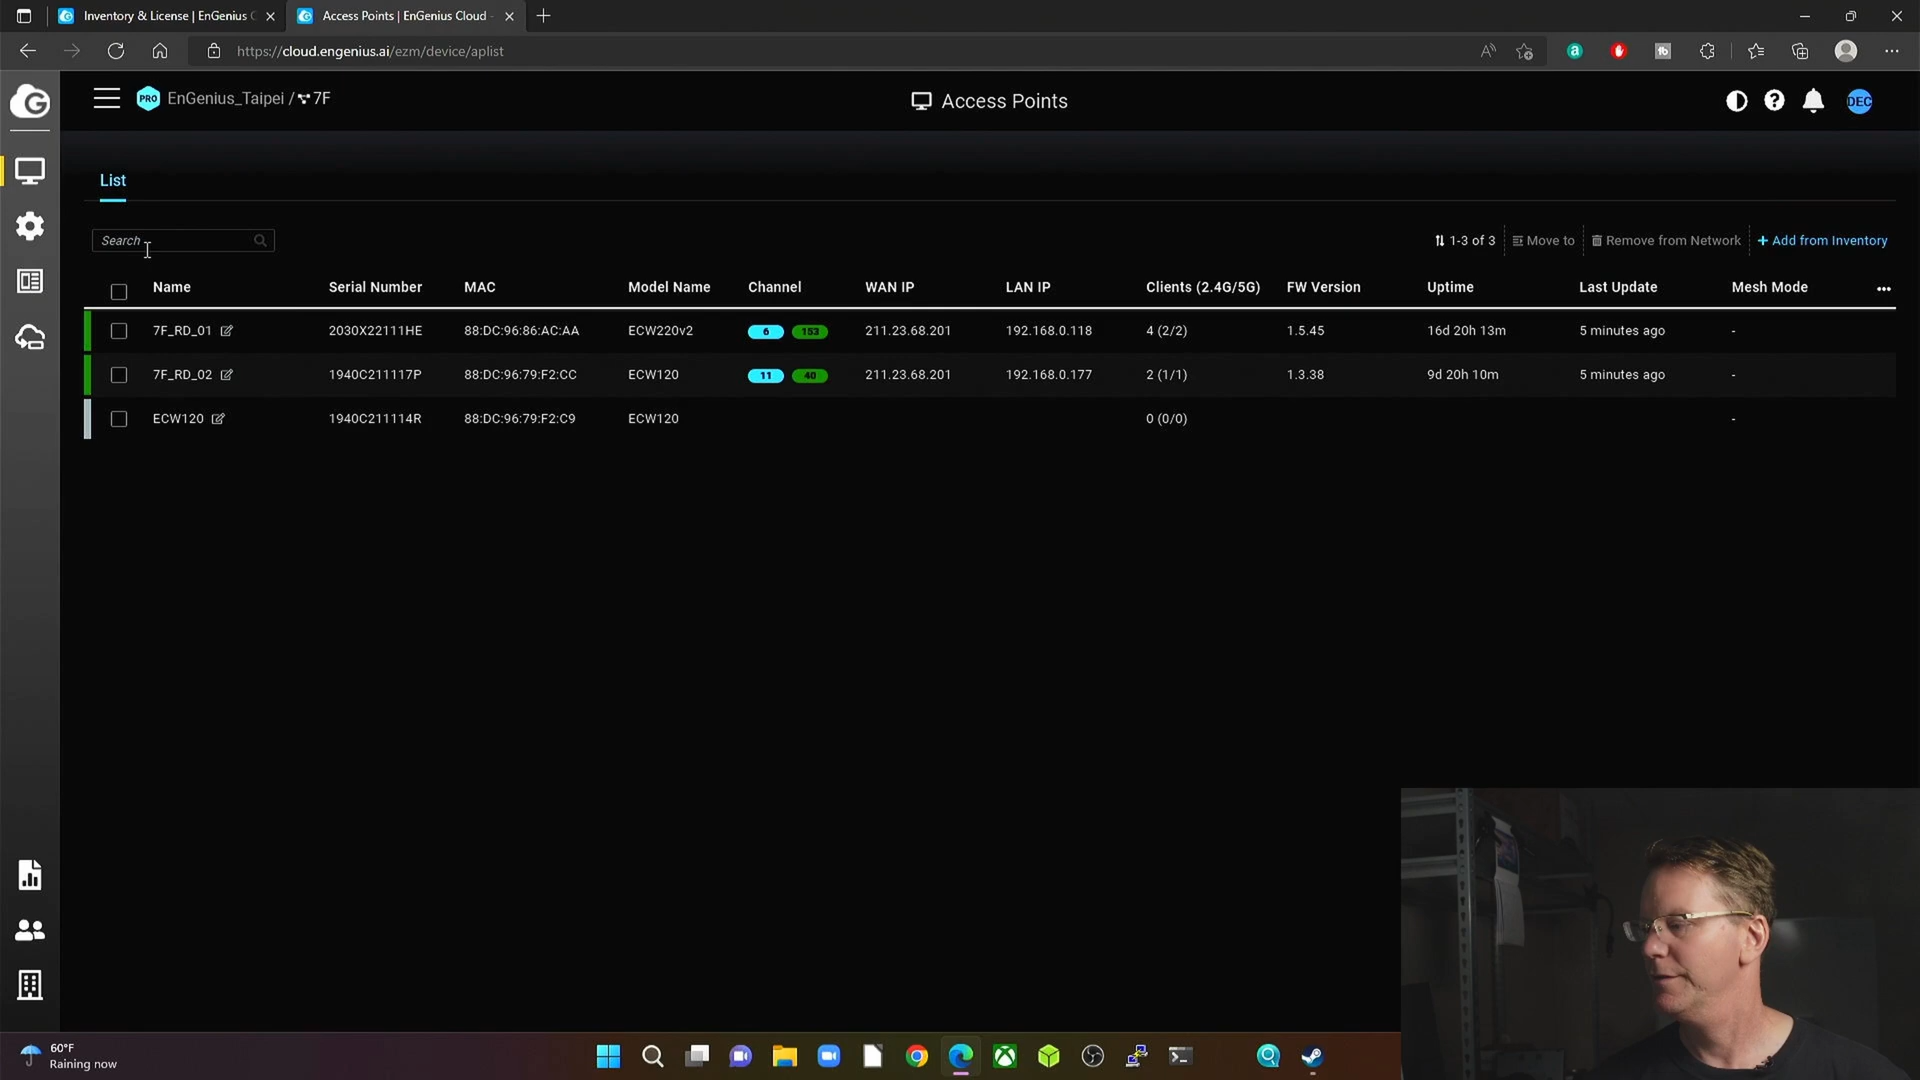 Inventory & License | EnGenius C
Access Points | EnGenius Cloud -
https://cloud.engenius.ai/ezm/device/aplist
PRO EnGenius_Taipei / 7F
Access Points
DEC
List
Search
1-3 of 3 Move to Remove from Network + Add from Inventory
Name Serial Number MAC Model Name Channel WAN IP LAN IP Clients (2.4G/5G) FW Version Uptime Last Update Mesh Mode
7F_RD_01 2030X22111HE 88:DC:96:86:AC:AA ECW220v2 6 153 211.23.68.201 192.168.0.118 4 (2/2) 1.5.45 16d 20h 13m 5 minutes ago -
7F_RD_02 1940C211117P 88:DC:96:79:F2:CC ECW120 11 40 211.23.68.201 192.168.0.177 2 (1/1) 1.3.38 9d 20h 10m 5 minutes ago -
ECW120 1940C211114R 88:DC:96:79:F2:C9 ECW120 0 (0/0) -
60°F
Raining now